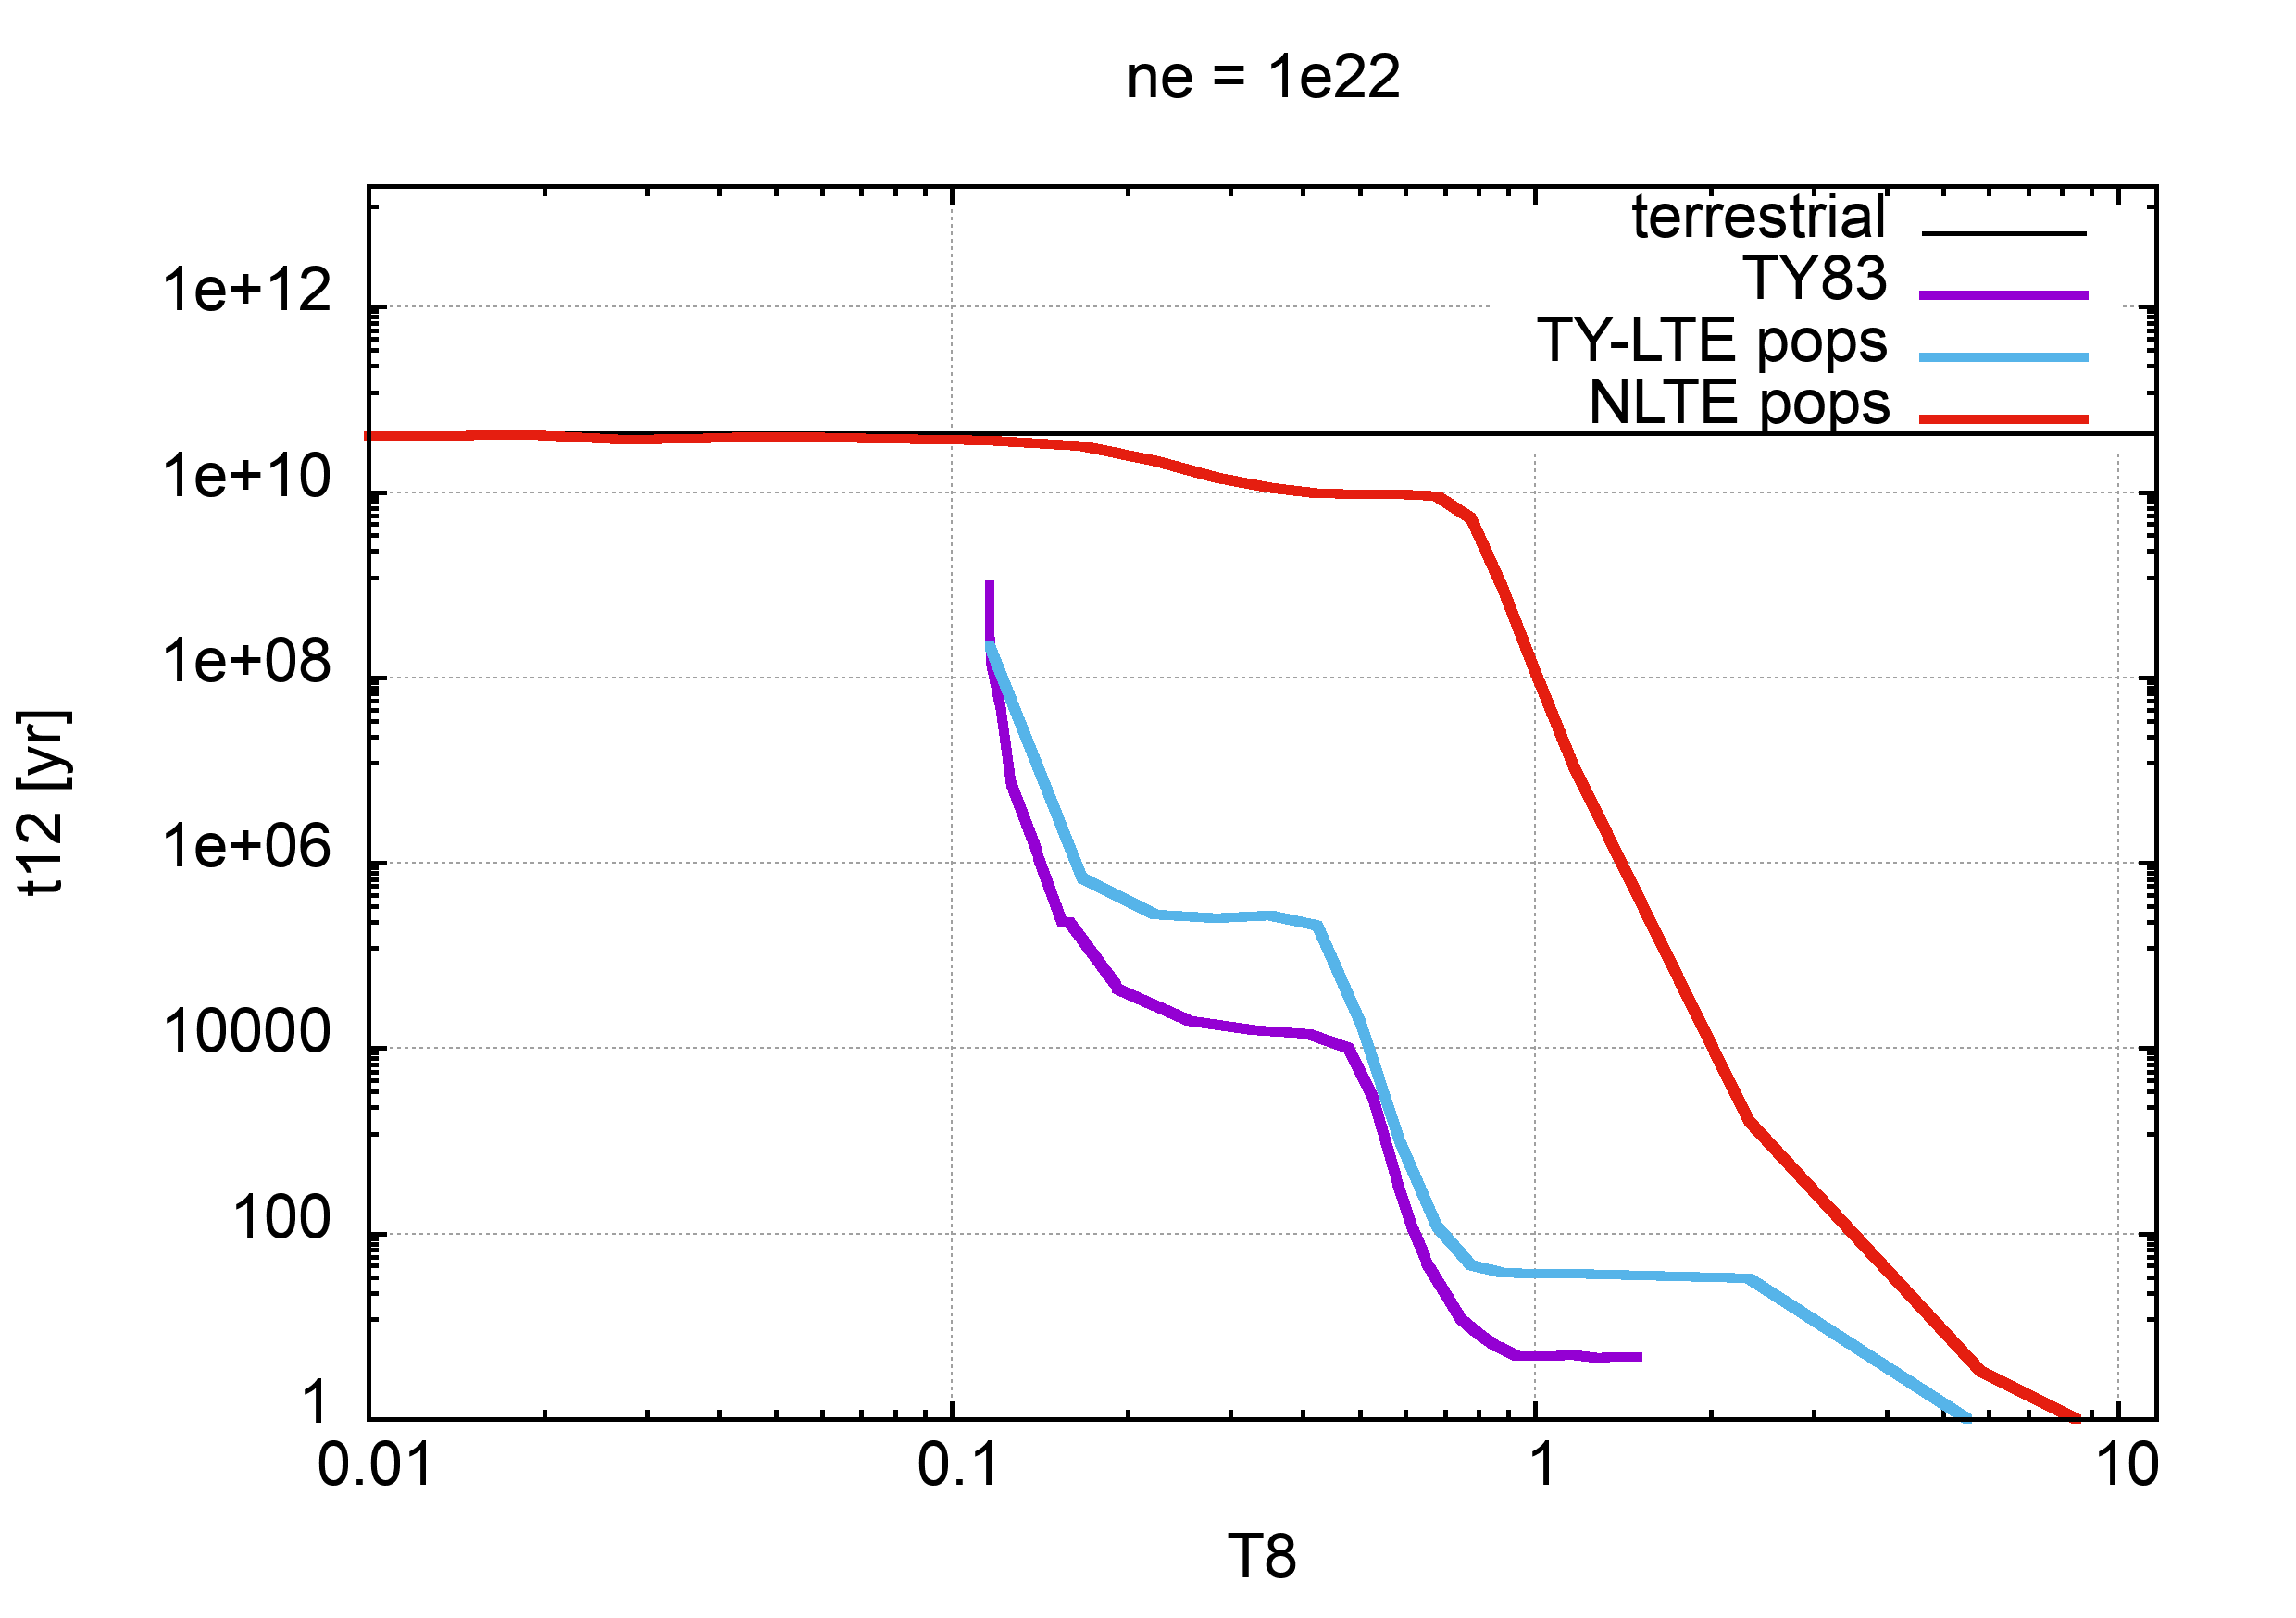 ne = 1e22
terrestrial
TY83
TY-LTE pops
NLTE pops
1e+12
1e+10
1e+08
1e+06
10000
100
1
t12 [yr]
0.01 0.1 1 10
T8